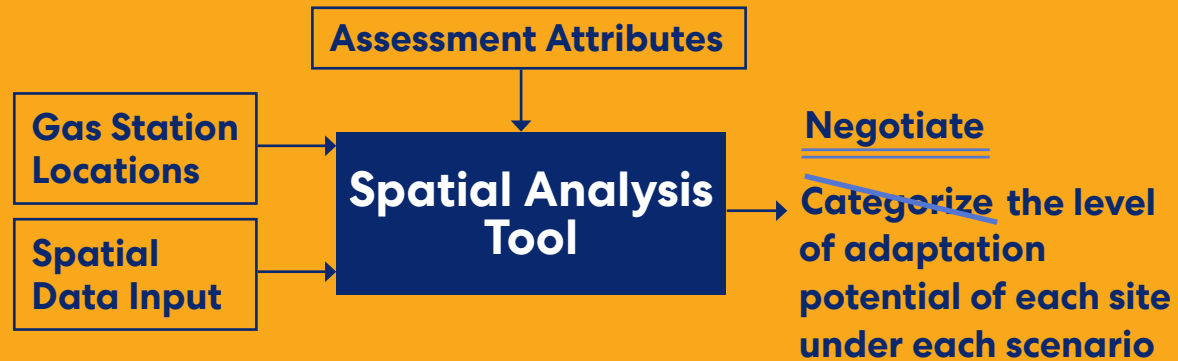 Assessment Attributes
Gas Station
Locations
Spatial
Data Input
Spatial Analysis
Tool
Negotiate
Categorize the level
of adaptation
potential of each site
under each scenario